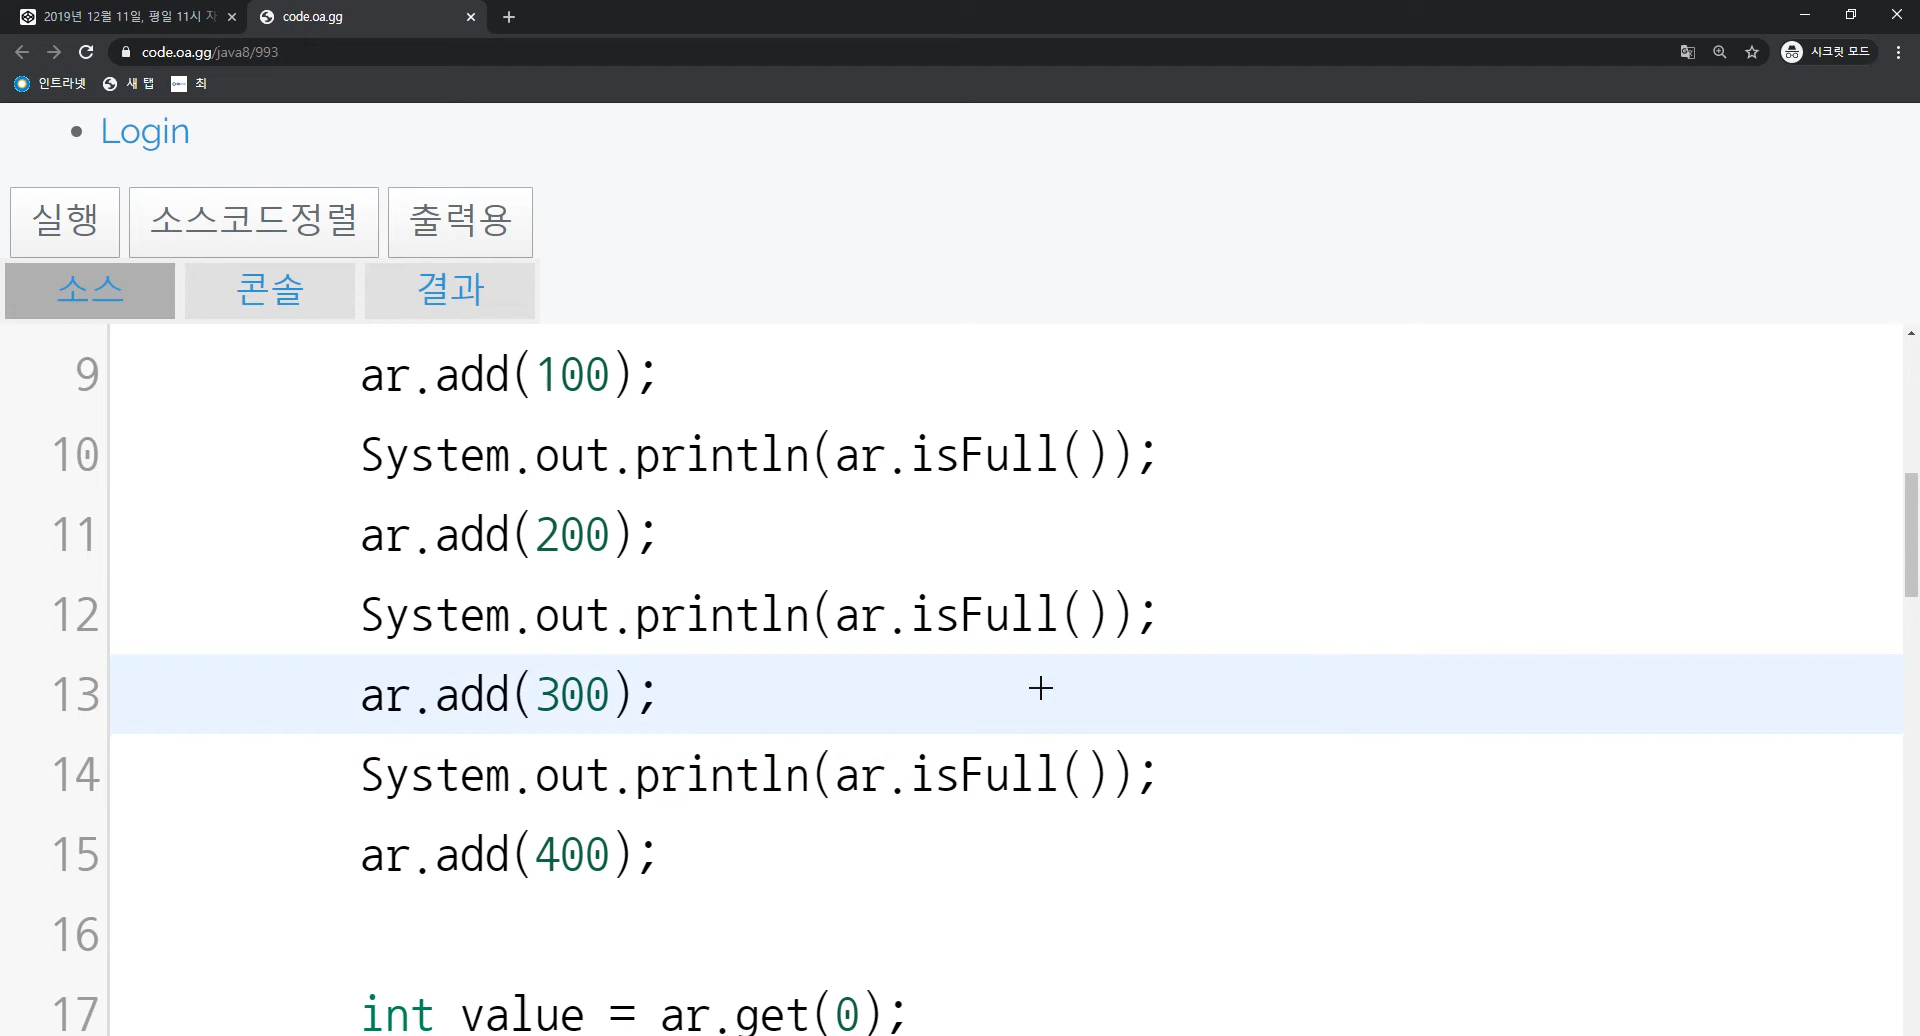 2019년 12월 11일, 평일 11시 자
code.oa.gg
code.oa.gg/java8/993
시크릿 모드
인트라넷
새 탭
최
Login
실행
소스코드정렬
출력용
소스
콘솔
결과
9 ar.add(100);
10 System.out.println(ar.isFull());
11 ar.add(200);
12 System.out.println(ar.isFull());
13 ar.add(300);
14 System.out.println(ar.isFull());
15 ar.add(400);
16
17 int value = ar.get(0);